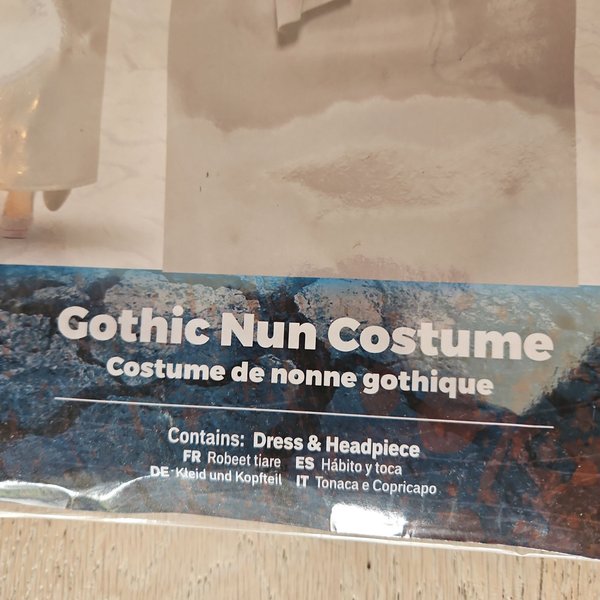 Gothic Nun Costume
Costume de nonne gothique
Contains: Dress & Headpiece
FR Robeet tiare ES Hábito y toca
DE Kleid und Kopfteil IT Tonaca e Copricapo